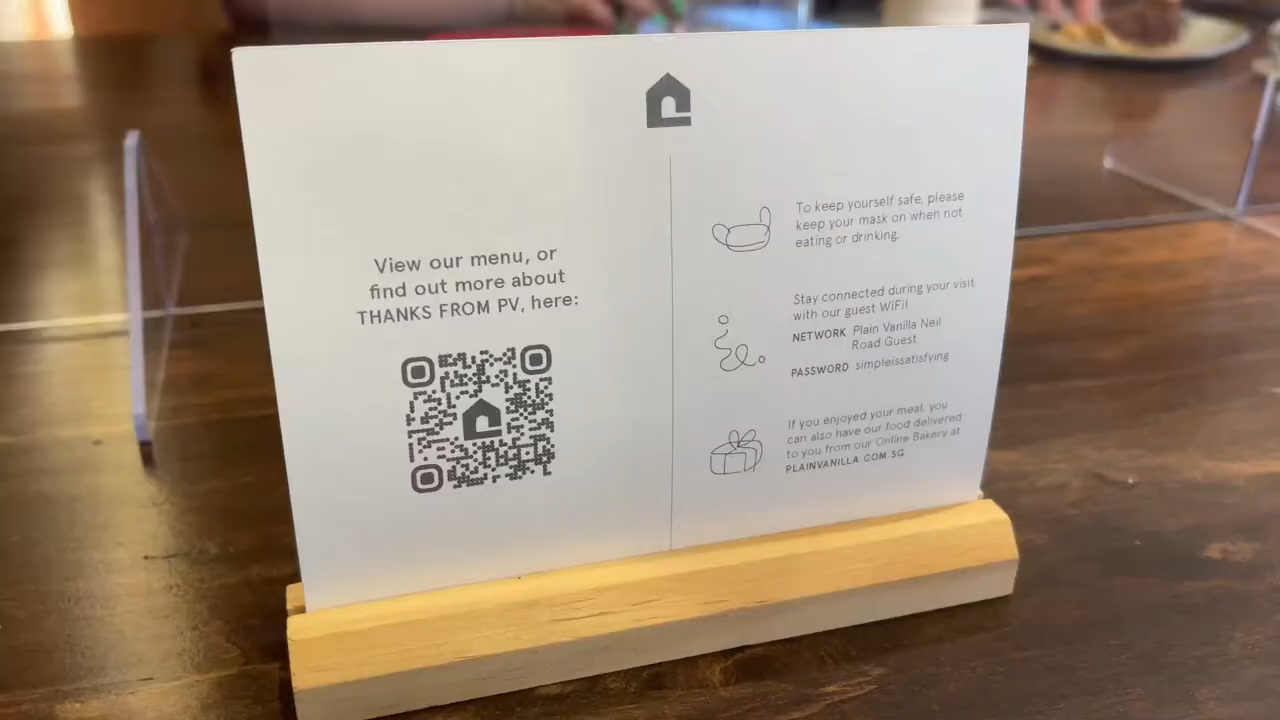 View our menu, or
find out more about
THANKS FROM PV, here:
To keep yourself safe, please
keep your mask on when not
eating or drinking.
Stay connected during your visit
with our guest WiFi!
NETWORK Plain Vanilla Neil
Road Guest
PASSWORD simpleissatisfying
If you enjoyed your meal, you
can also have our food delivered
to you from our Online Bakery at
PLAINVANILLA.COM.SG